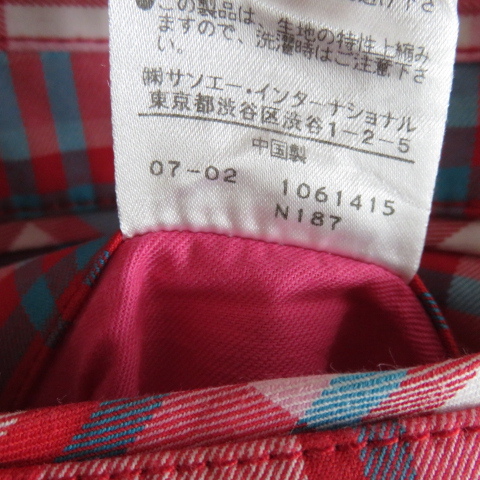 ●この製品は、生地の特性上縮み
ますので、洗濯時はご注意下さ
い。
㈱サンエー・インターナショナル
東京都渋谷区渋谷1-2-5
中国製
07-02 1061415
N187